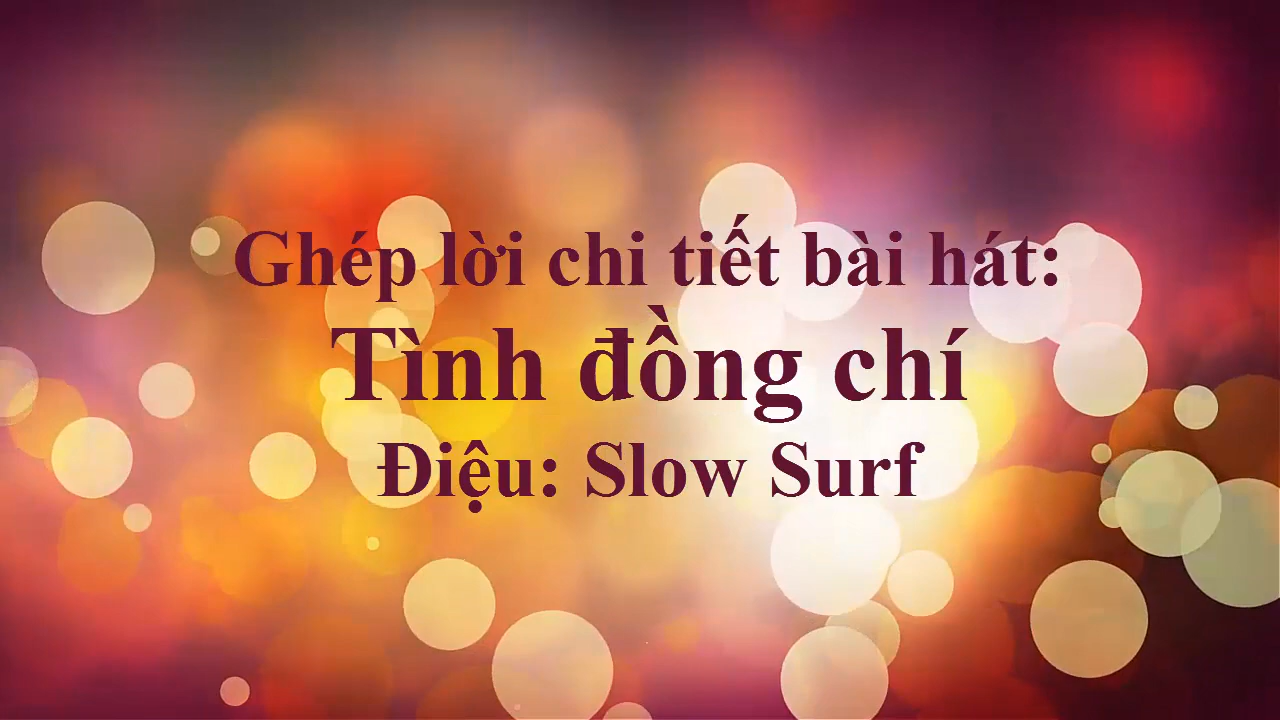 Ghép lời chi tiết bài hát:
Tình đồng chí
Điệu: Slow Surf